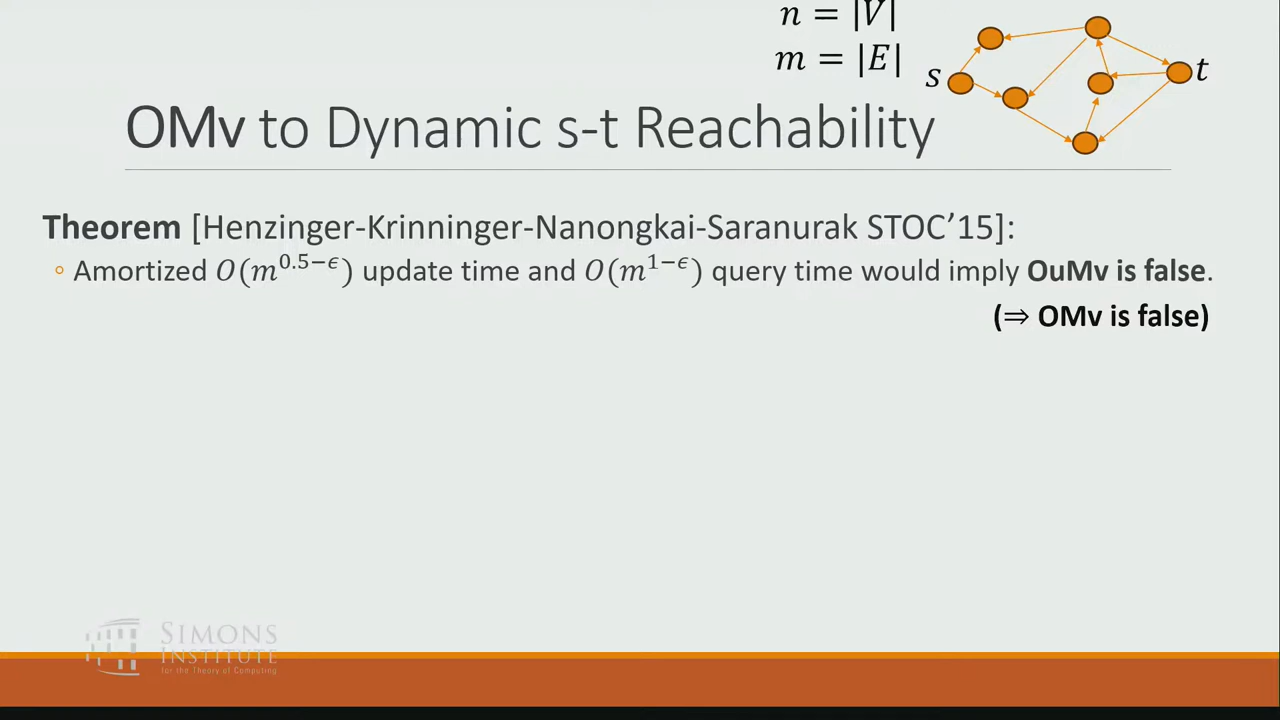 n = |V|
m = |E|
s
t
OMv to Dynamic s-t Reachability
Theorem [Henzinger-Krinninger-Nanongkai-Saranurak STOC’15]:
◦ Amortized O(m^{0.5−ϵ}) update time and O(m^{1−ϵ}) query time would imply OuMv is false.
(⇒ OMv is false)
SIMONS
INSTITUTE
for the Theory of Computing